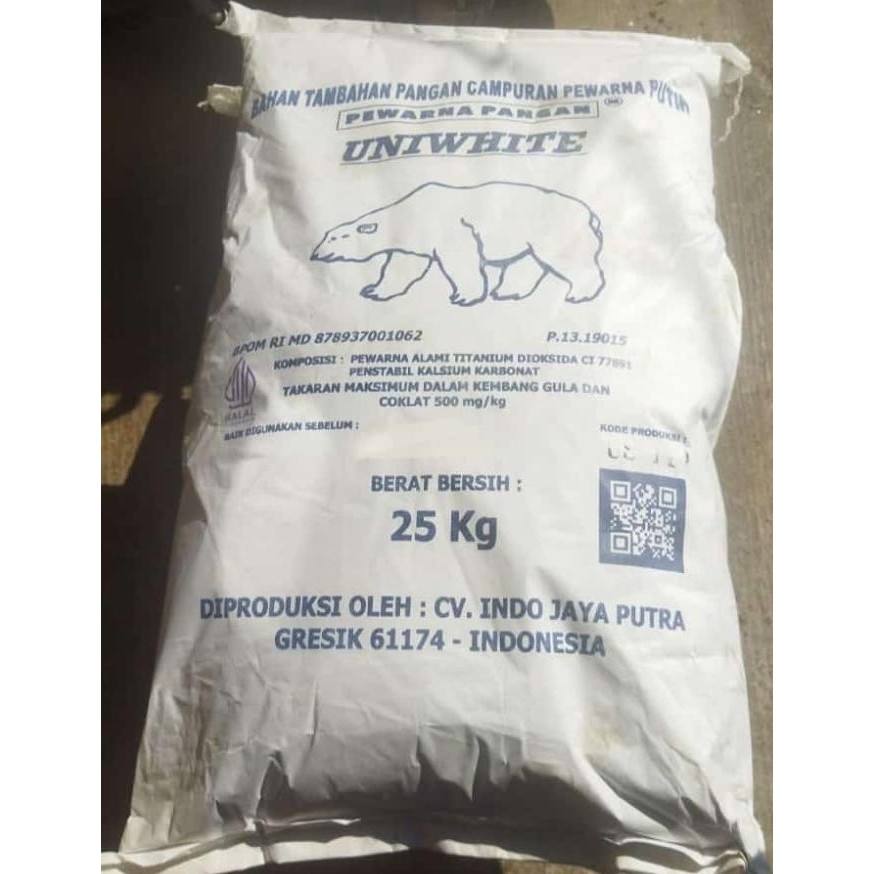 BAHAN TAMBAHAN PANGAN CAMPURAN PEWARNA PUTIH
PEWARNA PANGAN
UNIWHITE
BPOM RI MD 878937001062
P.13.19015
KOMPOSISI : PEWARNA ALAMI TITANIUM DIOKSIDA CI 77891
PENSTABIL KALSIUM KARBONAT
TAKARAN MAKSIMUM DALAM KEMBANG GULA DAN
COKLAT 500 mg/kg
HALAL
BAIK DIGUNAKAN SEBELUM :
KODE PRODUKSI :
BERAT BERSIH :
25 Kg
DIPRODUKSI OLEH : CV. INDO JAYA PUTRA
GRESIK 61174 - INDONESIA